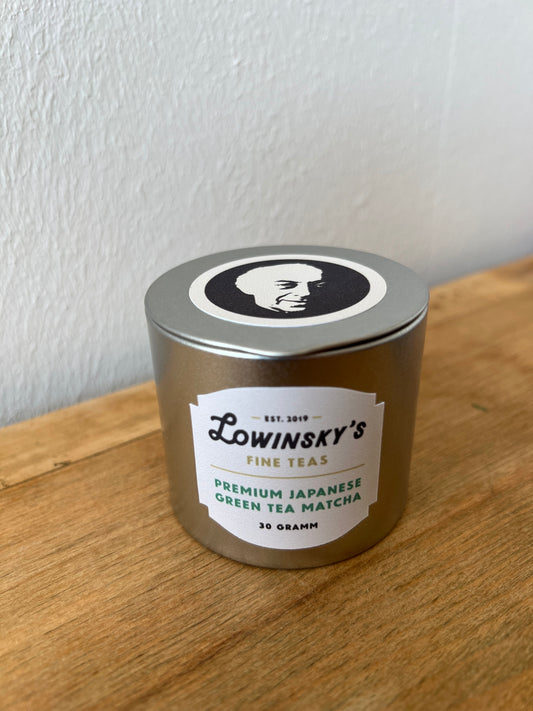 EST. 2019
LOWINSKY'S
FINE TEAS
PREMIUM JAPANESE
GREEN TEA MATCHA
30 GRAMM